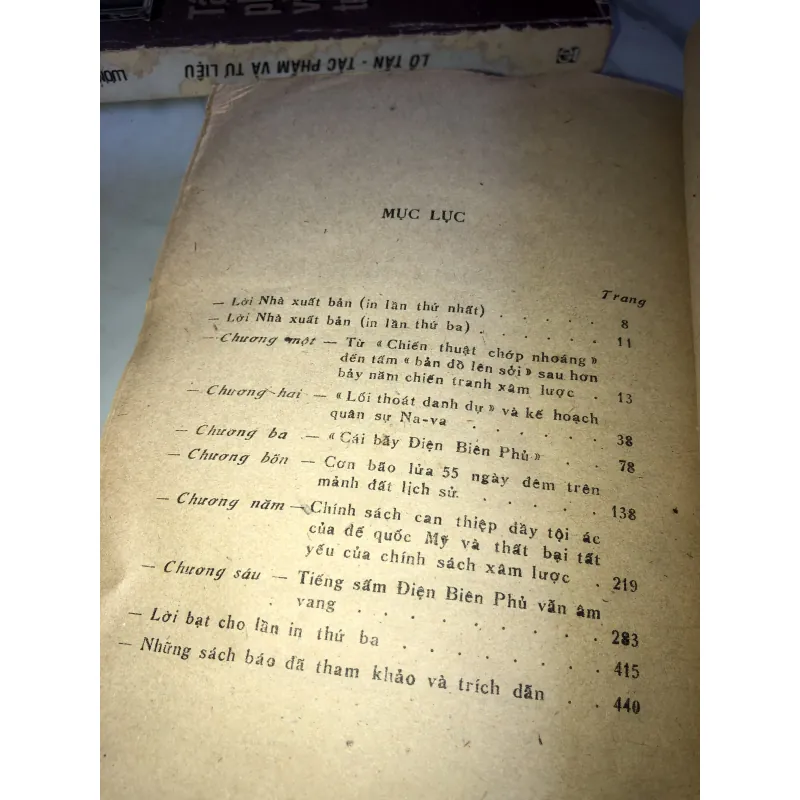 LỖ TẤN - TÁC PHẨM VÀ TƯ LIỆU
MỤC LỤC
Trang
— Lời Nhà xuất bản (in lần thứ nhất) . . . . . 8
— Lời Nhà xuất bản (in lần thứ ba) . . . . . . 11
— Chương một — Từ « Chiến thuật chớp nhoáng »
đến tấm « bản đồ lên sởi » sau hơn
bảy năm chiến tranh xâm lược . 13
— Chương hai — « Lối thoát danh dự » và kế hoạch
quân sự Na-va . . . . . 38
— Chương ba — « Cái bẫy Điện Biên Phủ » . . 78
— Chương bốn — Cơn bão lửa 55 ngày đêm trên
mảnh đất lịch sử. . . . . . 138
— Chương năm — Chính sách can thiệp đầy tội ác
của đế quốc Mỹ và thất bại tất
yếu của chính sách xâm lược . 219
— Chương sáu — Tiếng sấm Điện Biên Phủ vẫn âm
vang . . . . . . . . 283
— Lời bạt cho lần in thứ ba . . . . . . . 415
— Những sách báo đã tham khảo và trích dẫn . . 440